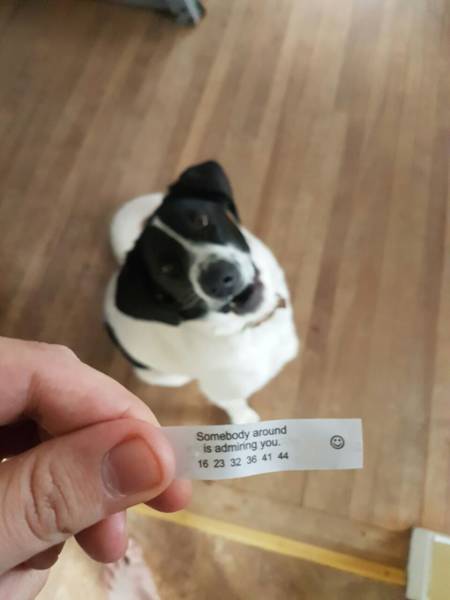 Somebody around
is admiring you.
16 23 32 36 41 44